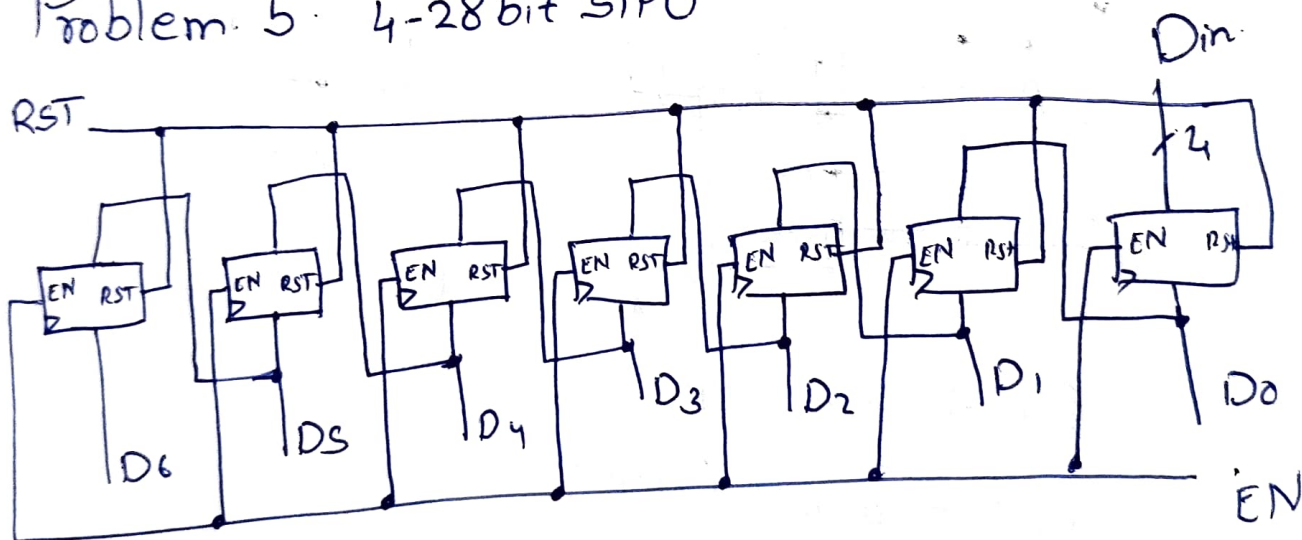 Problem. 5. 4-28 bit SIPO
Din.
RST
4
EN RST
EN RST
EN RST
EN RST
EN RST
EN RST
EN RST
D6
D5
D4
D3
D2
D1
D0
EN